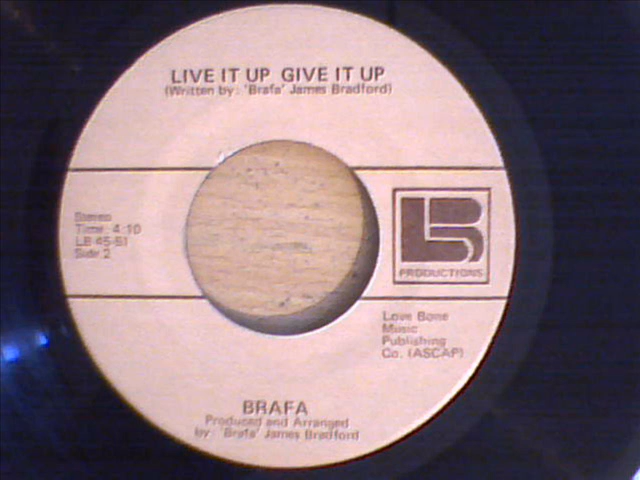 LIVE IT UP GIVE IT UP
(Written by: 'Brafa' James Bradford)
Stereo
Time: 4:10
LB-45-51
Side 2
LB
PRODUCTIONS
Love Bone
Music
Publishing
Co. (ASCAP)
BRAFA
Produced and Arranged
by: 'Brafa' James Bradford